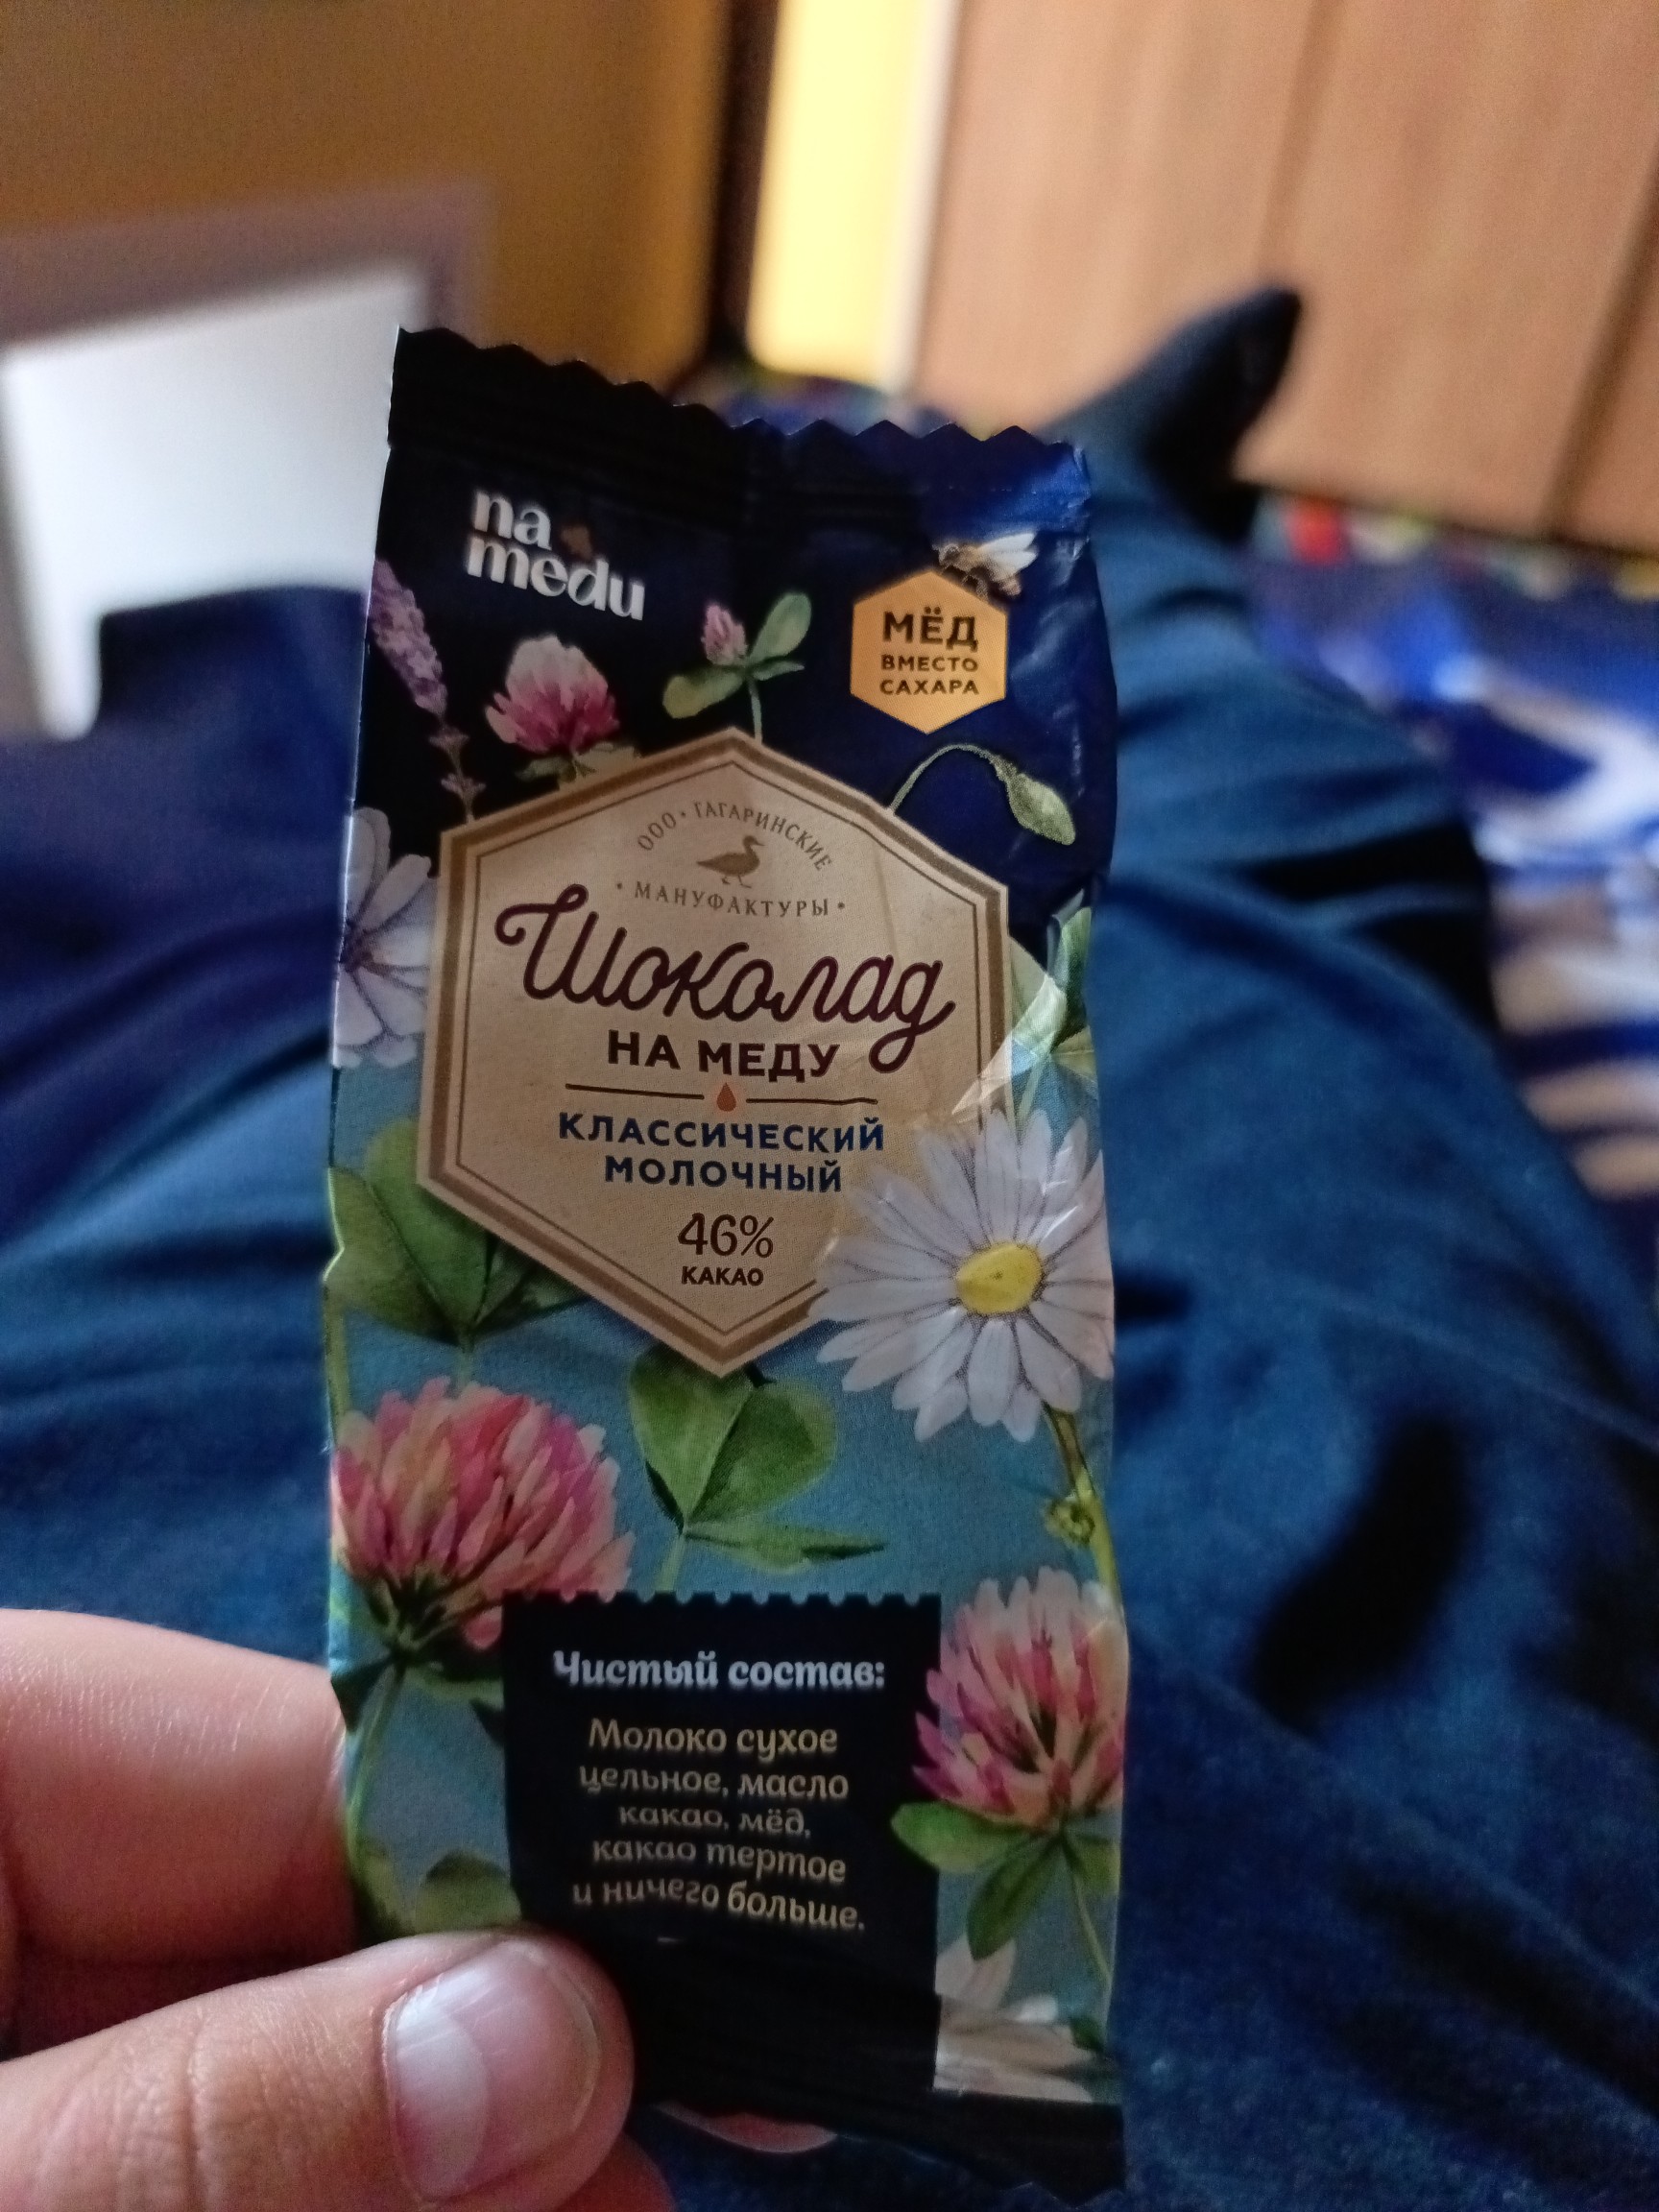 na
medu
МЁД
ВМЕСТО
САХАРА
ООО • ГАГАРИНСКИЕ
• МАНУФАКТУРЫ •
Шоколад
НА МЕДУ
КЛАССИЧЕСКИЙ
МОЛОЧНЫЙ
46%
КАКАО
Чистый состав:
Молоко сухое
цельное, масло
какао, мёд,
какао тертое
и ничего больше.